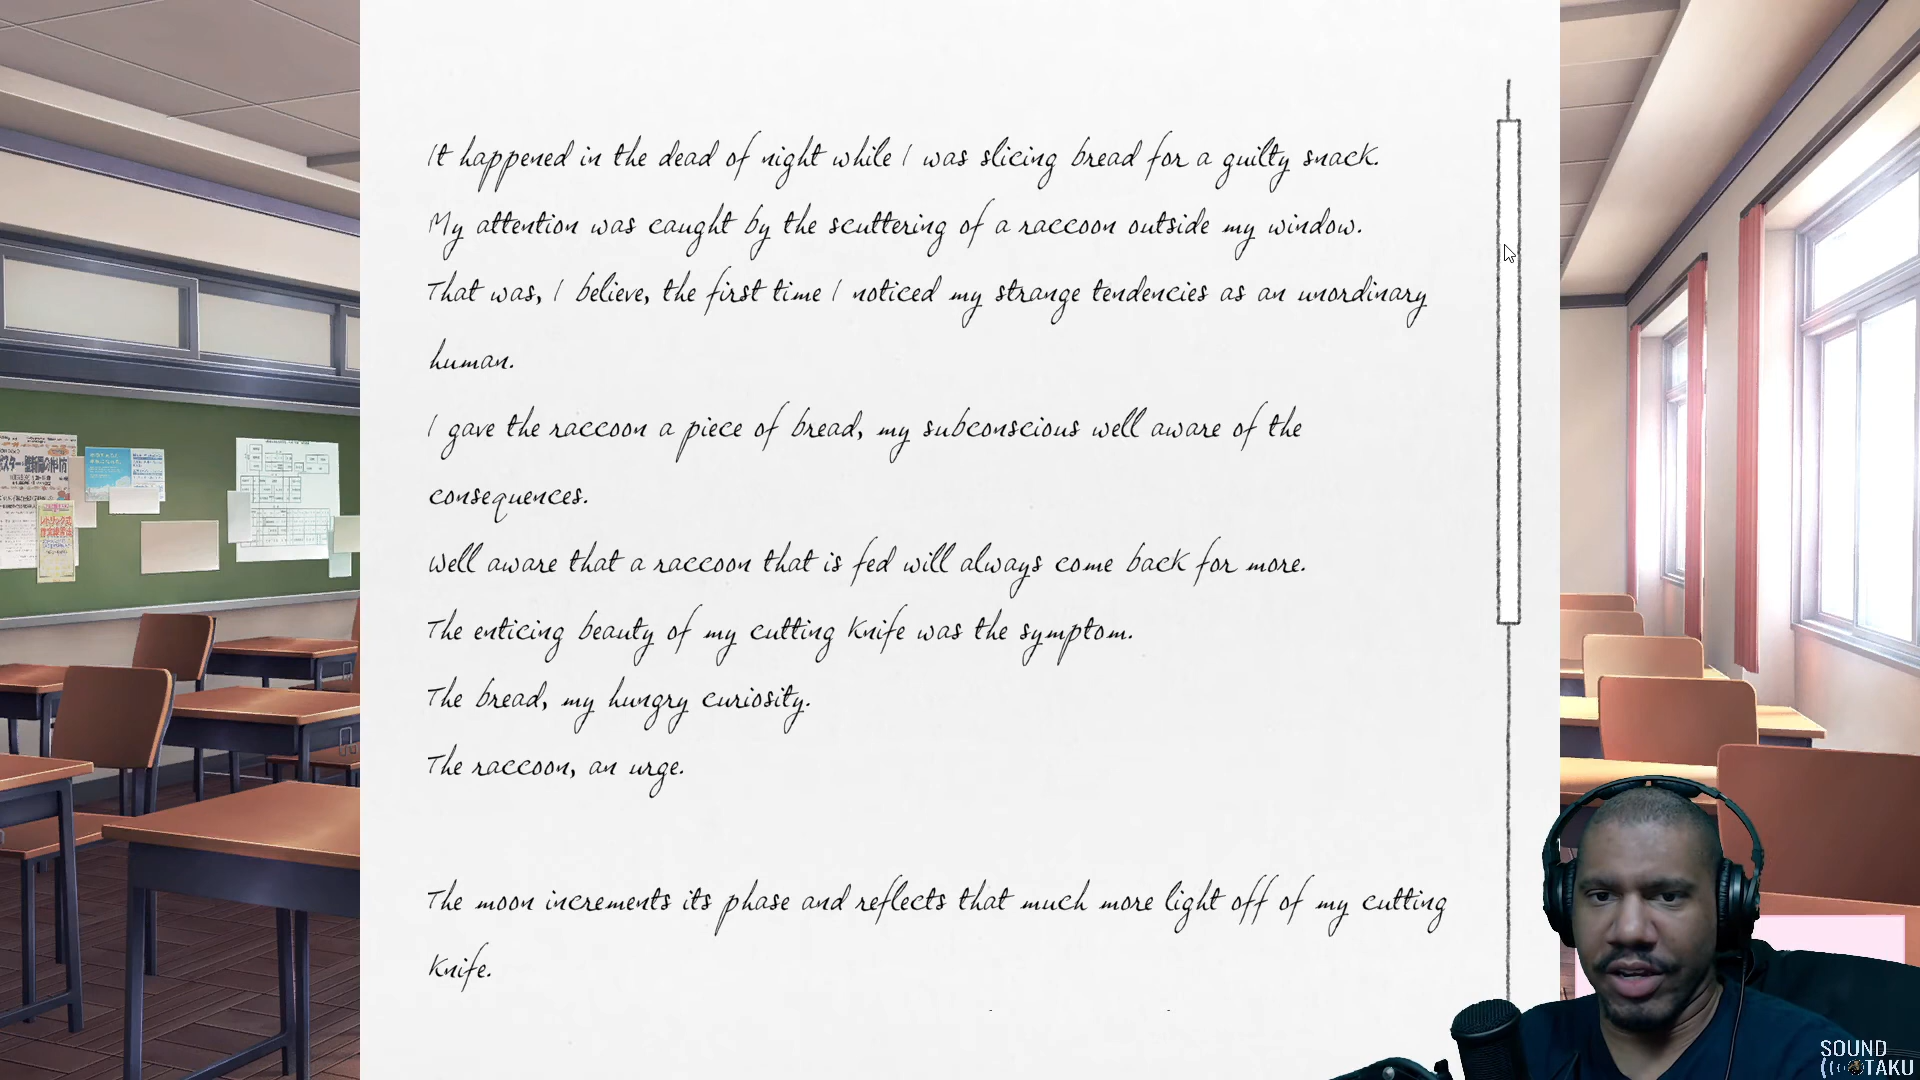 It happened in the dead of night while I was slicing bread for a guilty snack.
My attention was caught by the scuttering of a raccoon outside my window.
That was, I believe, the first time I noticed my strange tendencies as an unordinary
human.
I gave the raccoon a piece of bread, my subconscious well aware of the
consequences.
Well aware that a raccoon that is fed will always come back for more.
The enticing beauty of my cutting knife was the symptom.
The bread, my hungry curiosity.
The raccoon, an urge.
The moon increments its phase and reflects that much more light off of my cutting
knife.
SOUND
OTAKU